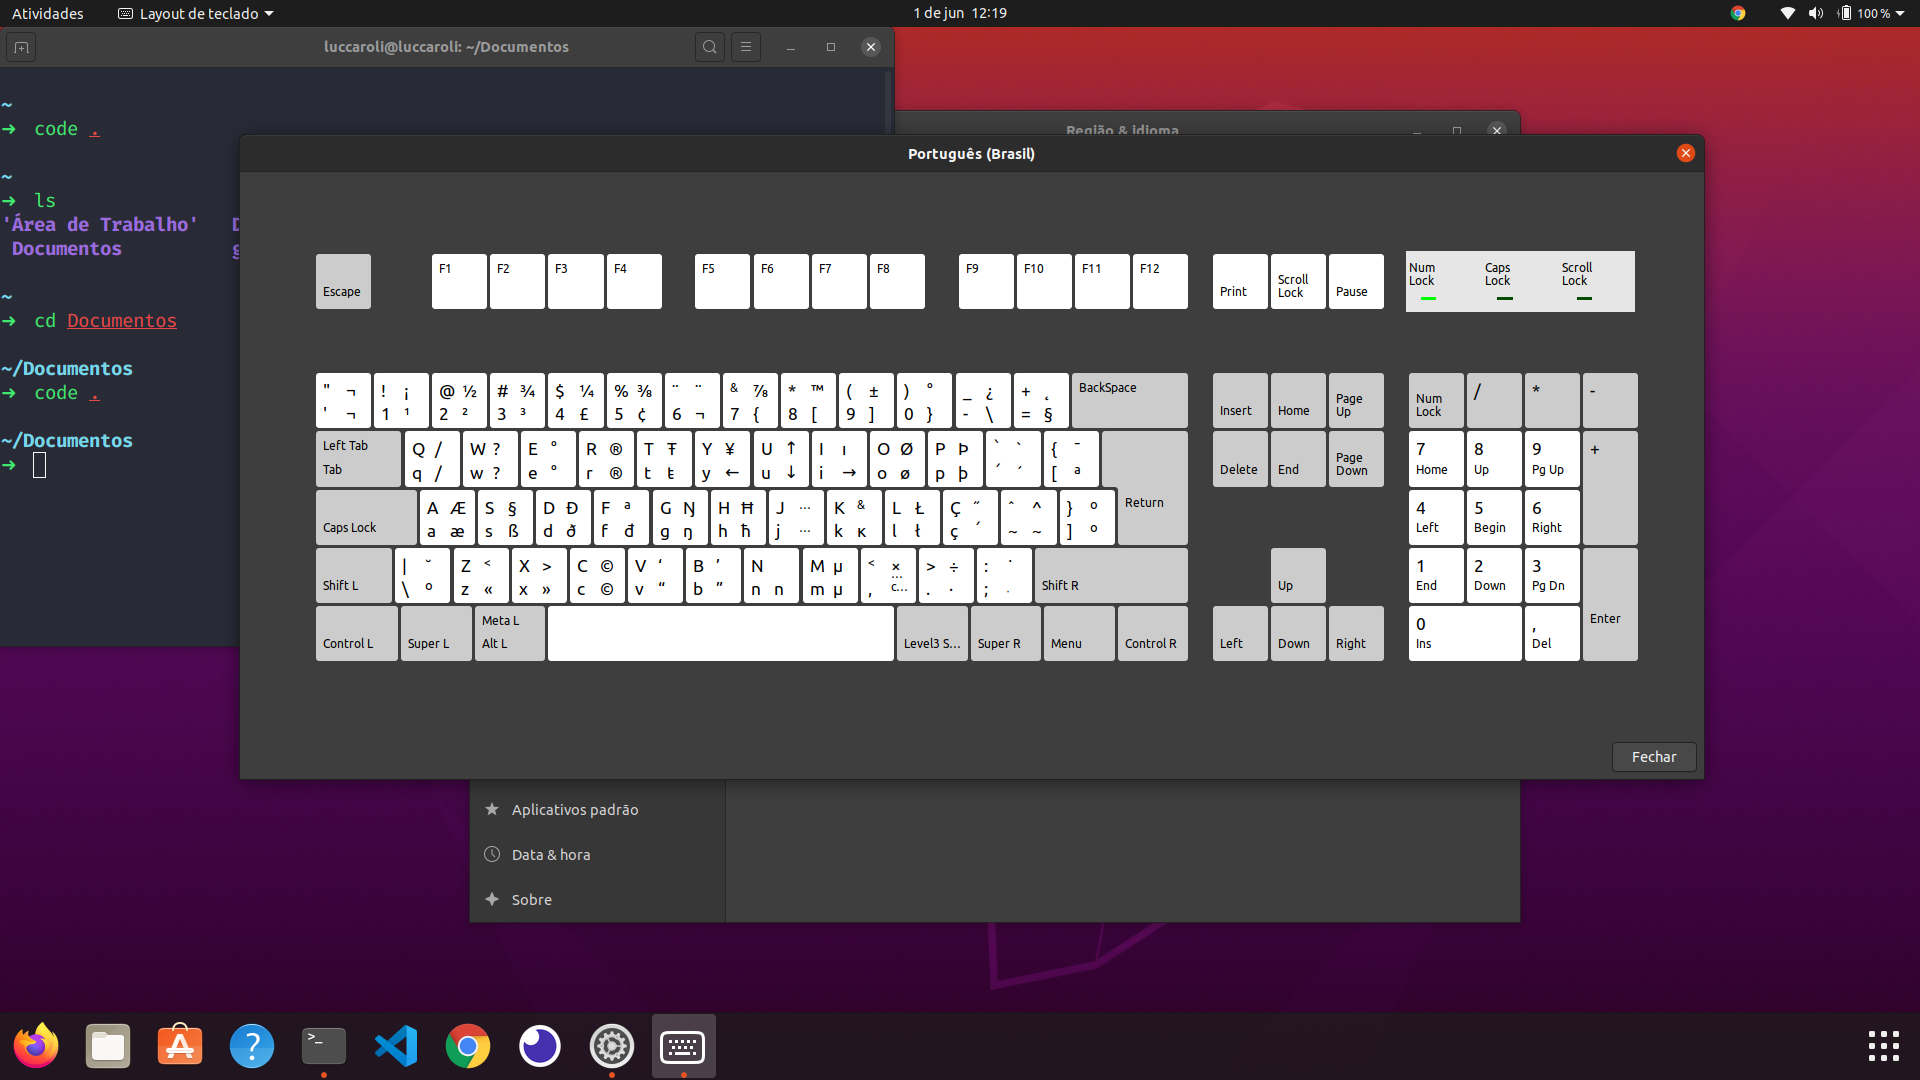 Atividades
Layout de teclado
1 de jun 12:19
100 %
luccaroli@luccaroli: ~/Documentos
~
➜ code .
~
➜ ls
'Área de Trabalho' D
Documentos g
~
➜ cd Documentos
~/Documentos
➜ code .
~/Documentos
➜
Região & idioma
Português (Brasil)
Escape F1 F2 F3 F4 F5 F6 F7 F8 F9 F10 F11 F12 Print Scroll Lock Pause
Num Lock Caps Lock Scroll Lock
" ¬ ! ¡ @ ½ # ¾ $ ¼ % ⅜ ¨ ¨ & ⅞ * ™ ( ± ) ° _ ¿ + ˛ BackSpace
' ¬ 1 ¹ 2 ² 3 ³ 4 £ 5 ¢ 6 ¬ 7 { 8 [ 9 ] 0 } - \ = §
Insert Home Page Up
Num Lock / * -
Left Tab Q / W ? E ° R ® T Ŧ Y ¥ U ↑ I ı O Ø P Þ ` ` { ¯
Tab q / w ? e ° r ® t ŧ y ← u ↓ i → o ø p þ ´ ´ [ ª
Return
Delete End Page Down
7 8 9 +
Home Up Pg Up
A Æ S § D Ð F ª G Ŋ H Ħ J … K & L Ł Ç ˝ ˆ ^ } º
Caps Lock a æ s ß d ð f đ g ŋ h ħ j … k ĸ l ł ç ´ ~ ~ ] º
4 5 6
Left Begin Right
| ˘ Z < X > C © V ‘ B ’ N M µ < × > ÷ : ˙
Shift L \ º z « x » c © v “ b ” n n m µ , c... . · ; Shift R
Up
1 2 3
End Down Pg Dn
Enter
Meta L
Control L Super L Alt L Level3 S... Super R Menu Control R
Left Down Right
0 ,
Ins Del
Fechar
Aplicativos padrão
Data & hora
Sobre